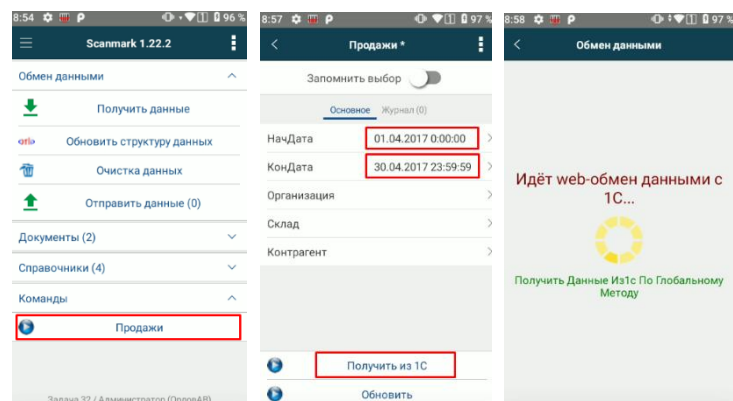 8:54 96 %
Scanmark 1.22.2
Обмен данными
Получить данные
Обновить структуру данных
Очистка данных
Отправить данные (0)
Документы (2)
Справочники (4)
Команды
Продажи
Задача 32 / Администратор
8:57 97 %
Продажи *
Запомнить выбор
Основное Журнал (0)
НачДата 01.04.2017 0:00:00
КонДата 30.04.2017 23:59:59
Организация
Склад
Контрагент
Получить из 1С
Обновить
8:58 97 %
Обмен данными
Идёт web-обмен данными с
1С...
Получить Данные Из1с По Глобальному
Методу